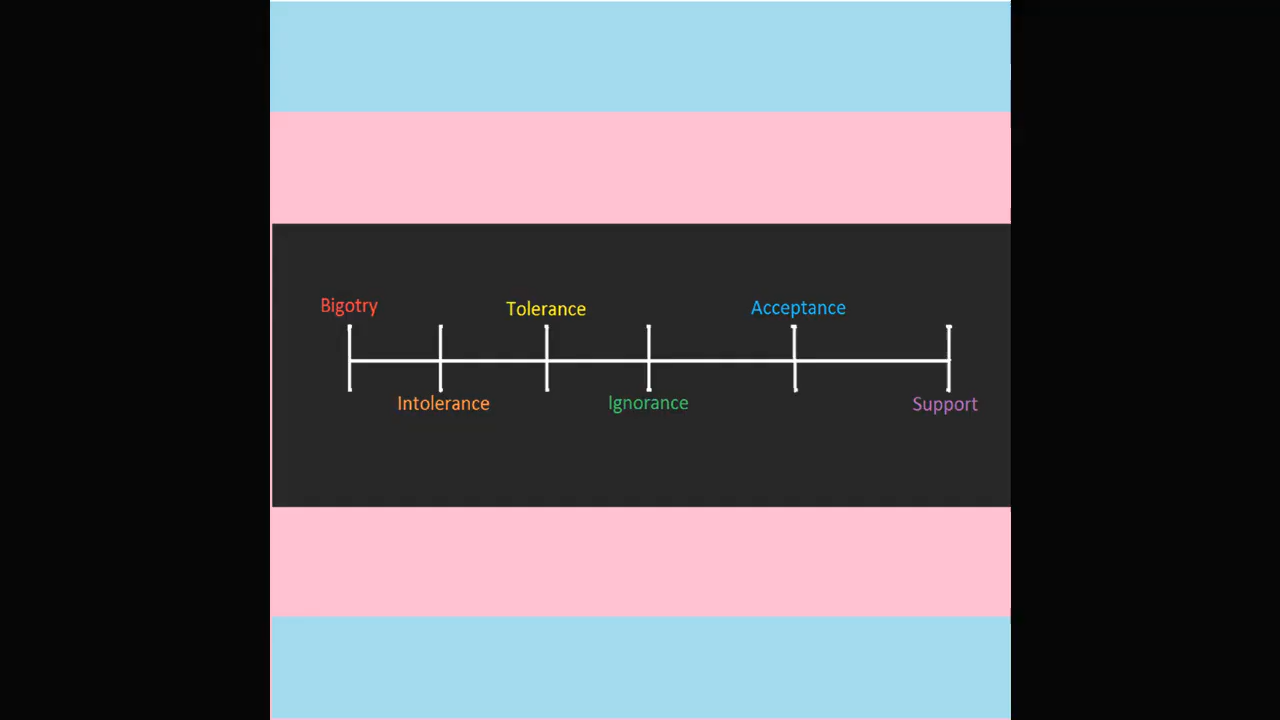 Bigotry
Tolerance
Acceptance
Intolerance
Ignorance
Support